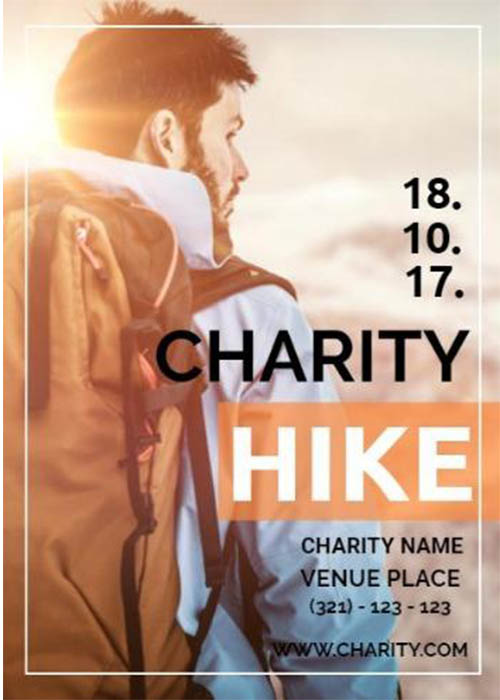 18.
10.
17.
CHARITY
HIKE
CHARITY NAME
VENUE PLACE
(321) - 123 - 123
WWW.CHARITY.COM